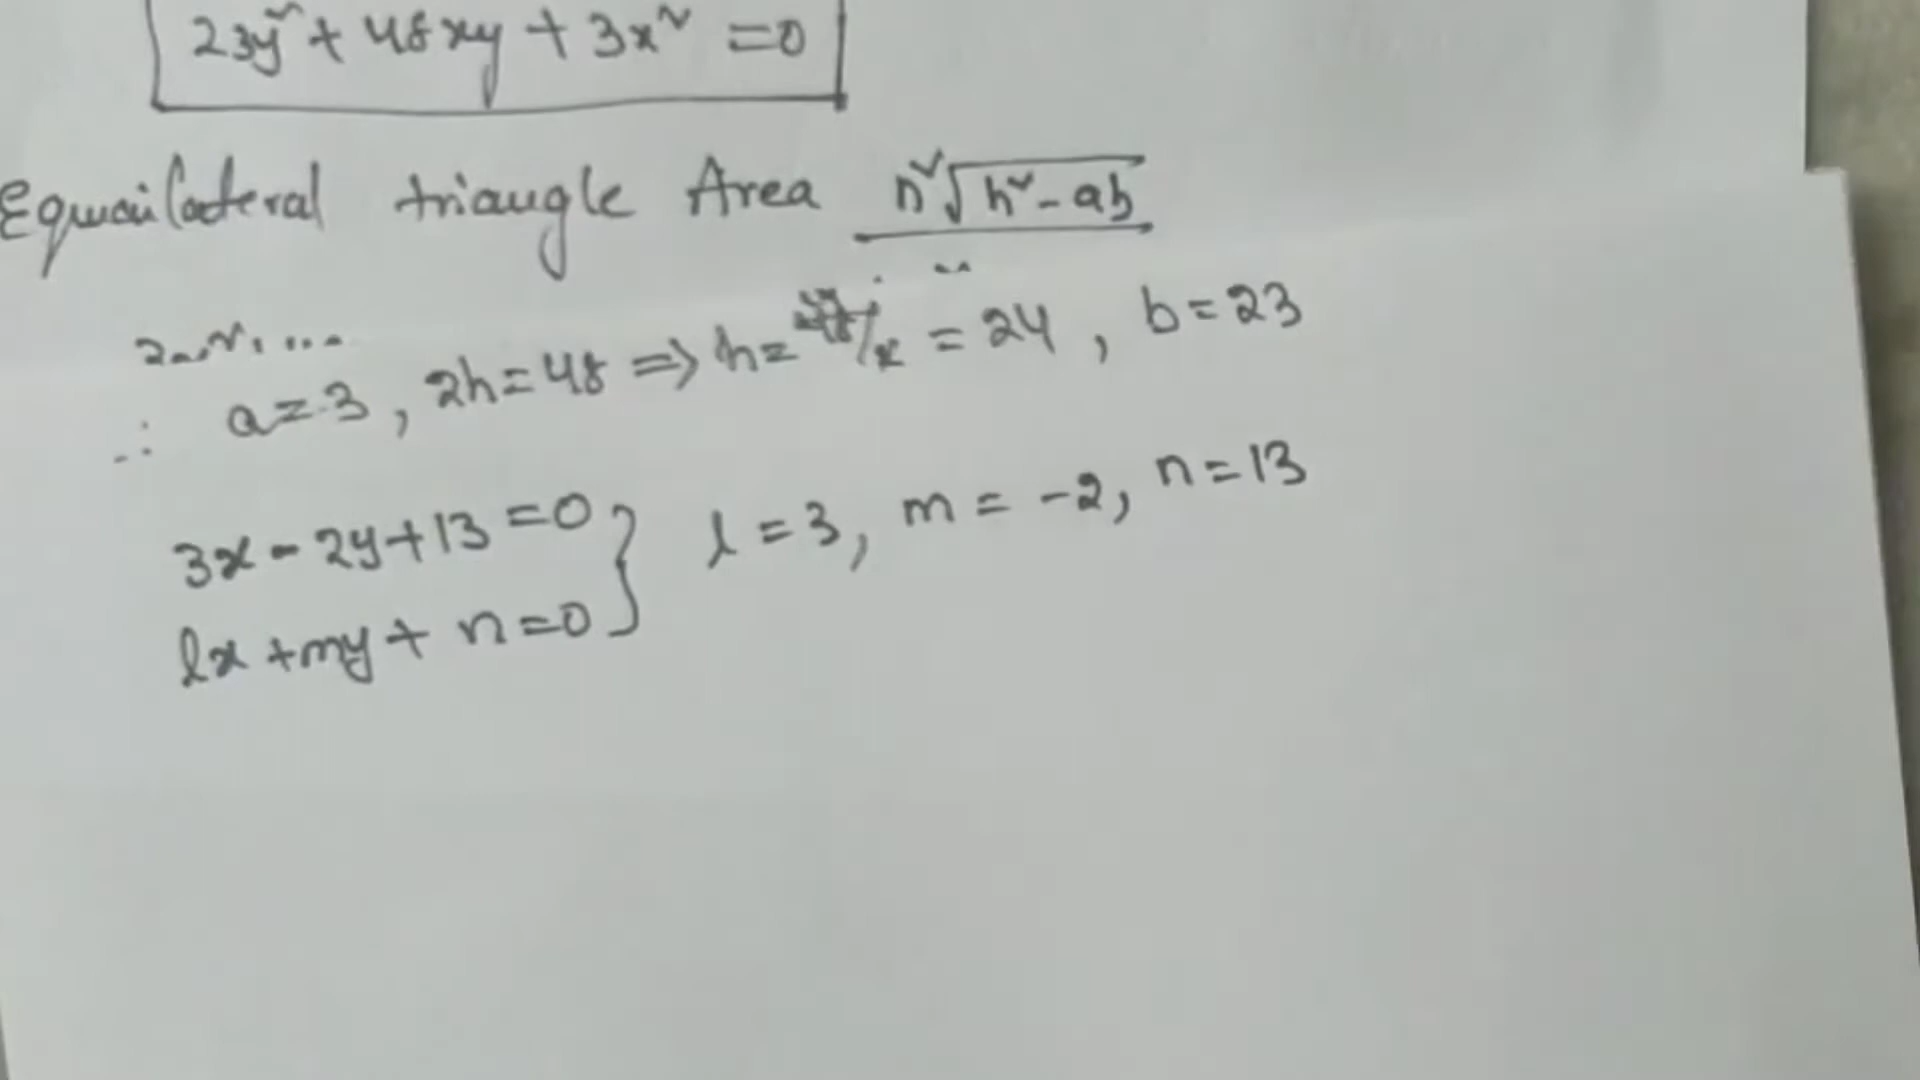 23y² + 48xy + 3x² = 0
Equailateral triangle Area n²√h²-ab
∴ a = 3, 2h = 48 ⇒ h = = 24, b = 23
3x - 2y + 13 = 0 } l = 3, m = -2, n = 13
lx + my + n = 0